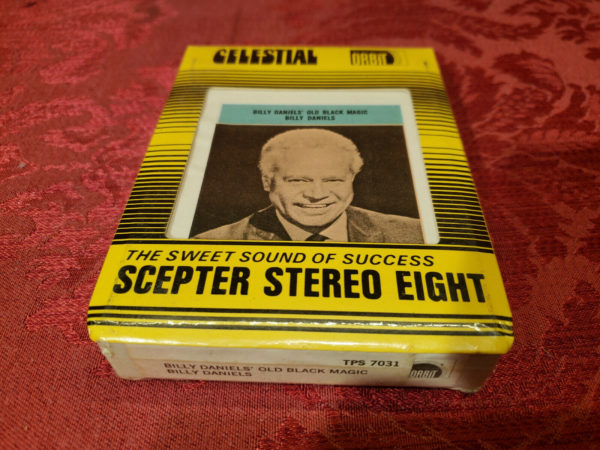 CELESTIAL ORBIT
BILLY DANIELS' OLD BLACK MAGIC
BILLY DANIELS
THE SWEET SOUND OF SUCCESS
SCEPTER STEREO EIGHT
TPS 7031
BILLY DANIELS' OLD BLACK MAGIC
BILLY DANIELS
ORBIT